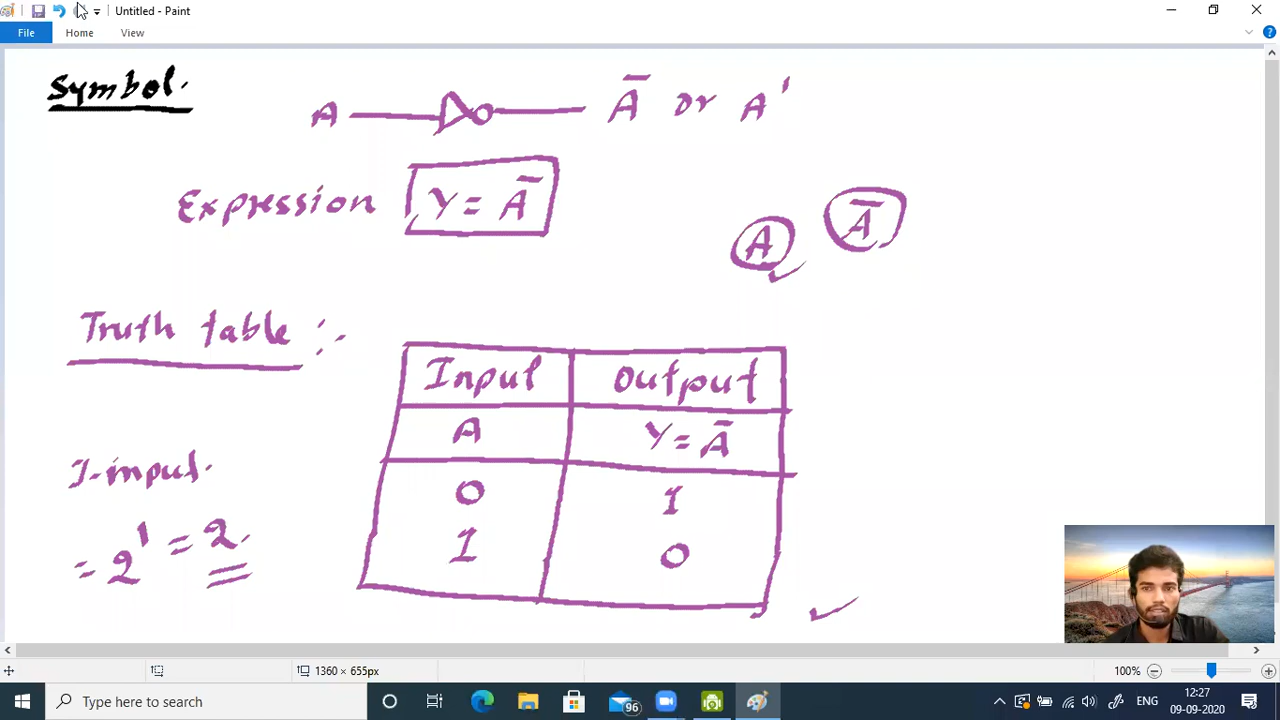 Untitled - Paint
File Home View
Symbol.
A A̅ or A'
Expression Y = A̅
A A̅
Truth table :-
Input Output
A Y = A̅
0 1
1 0
1-input.
= 2¹ = 2.
1360 × 655px 100%
Type here to search
96
ENG
12:27
09-09-2020